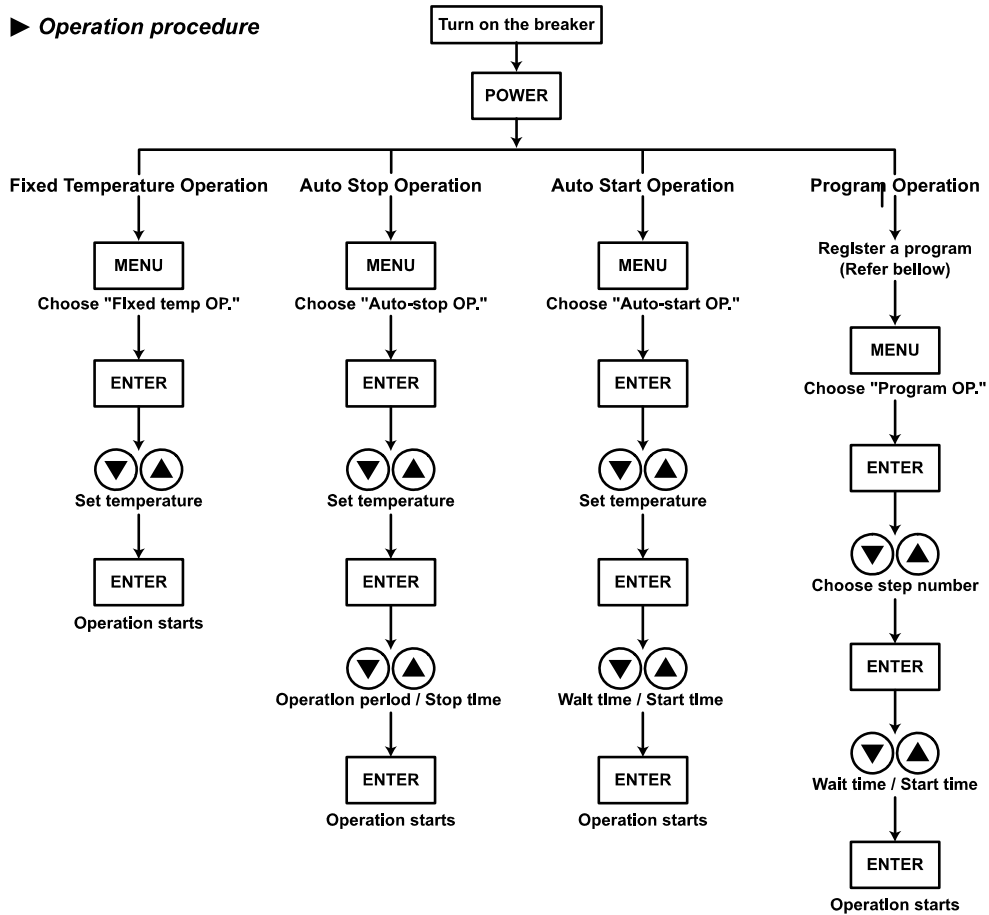 ► Operation procedure
Turn on the breaker
POWER
Fixed Temperature Operation
MENU
Choose "Fixed temp OP."
ENTER
▼ ▲
Set temperature
ENTER
Operation starts
Auto Stop Operation
MENU
Choose "Auto-stop OP."
ENTER
▼ ▲
Set temperature
ENTER
▼ ▲
Operation period / Stop time
ENTER
Operation starts
Auto Start Operation
MENU
Choose "Auto-start OP."
ENTER
▼ ▲
Set temperature
ENTER
▼ ▲
Wait time / Start time
ENTER
Operation starts
Program Operation
Register a program
(Refer bellow)
MENU
Choose "Program OP."
ENTER
▼ ▲
Choose step number
ENTER
▼ ▲
Wait time / Start time
ENTER
Operation starts